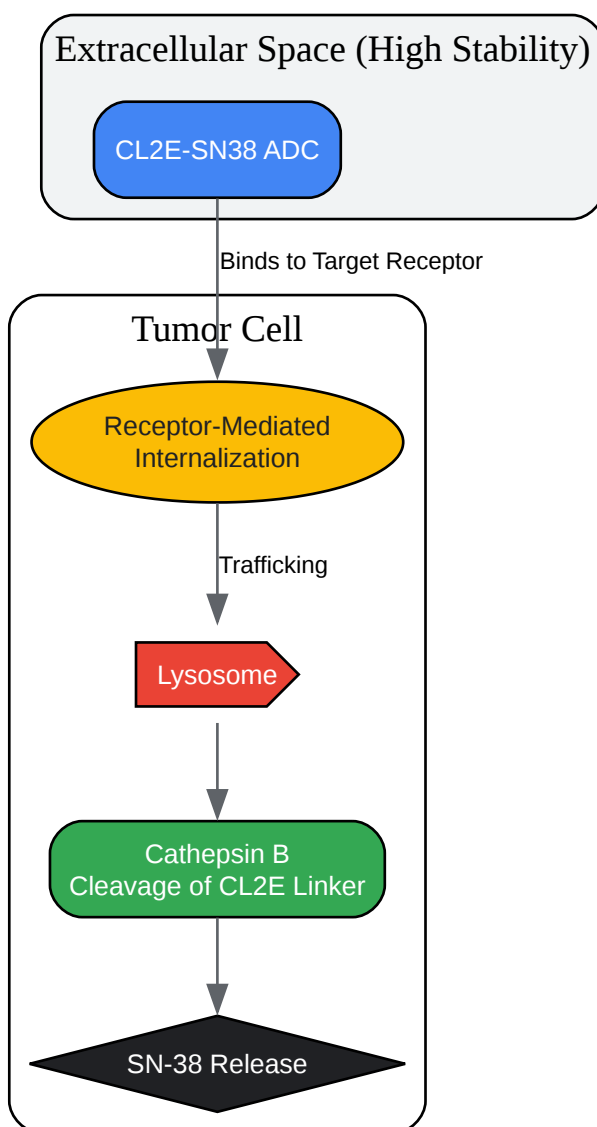 Extracellular Space (High Stability)
CL2E-SN38 ADC
Binds to Target Receptor
Tumor Cell
Receptor-Mediated
Internalization
Trafficking
Lysosome
Cathepsin B
Cleavage of CL2E Linker
SN-38 Release